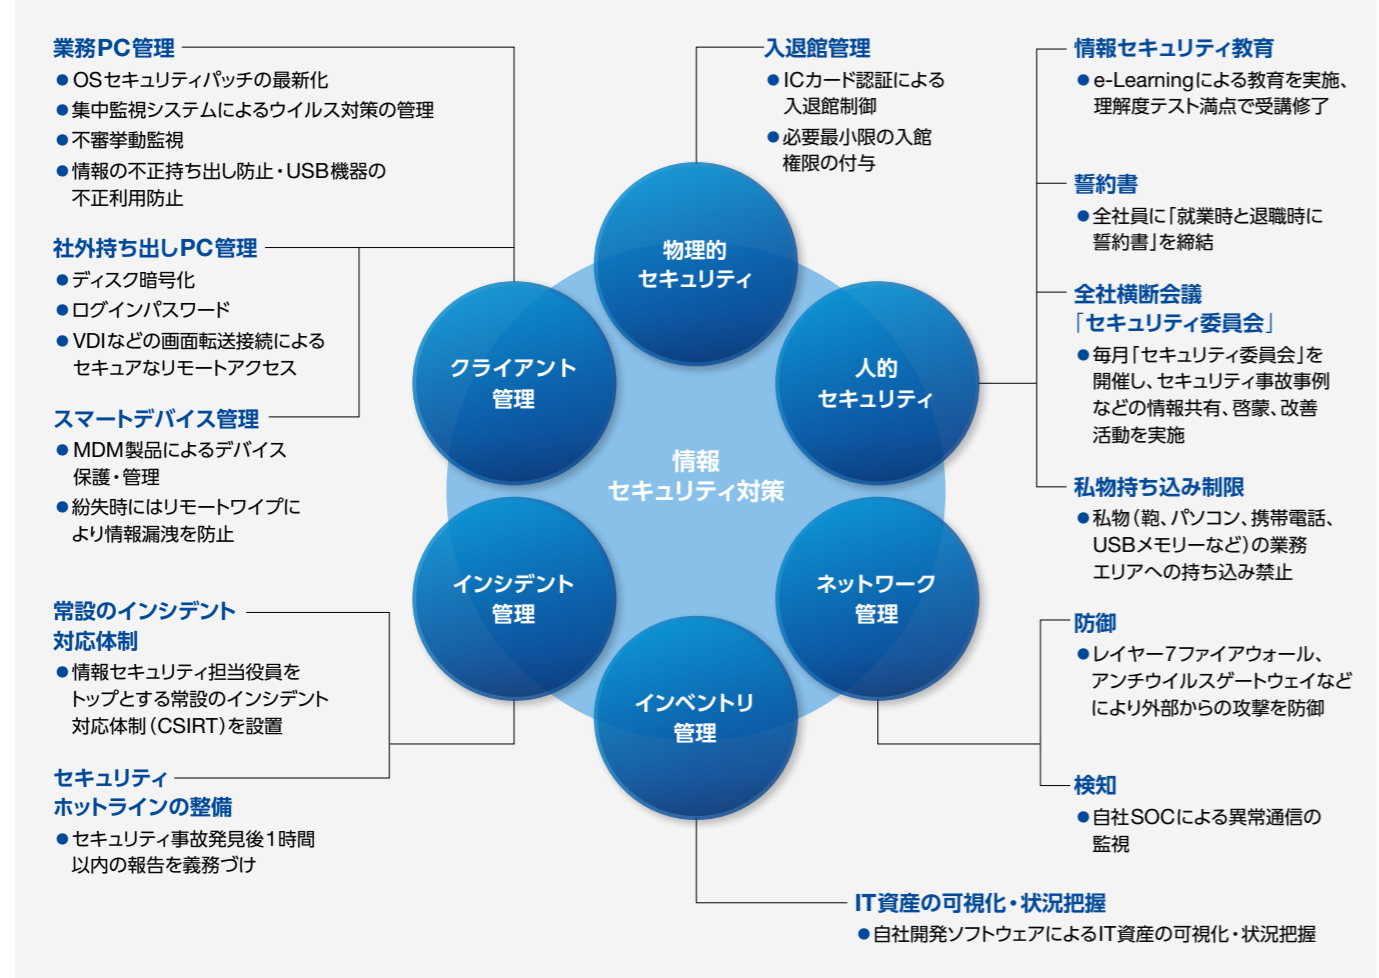 業務PC管理
●OSセキュリティパッチの最新化
●集中監視システムによるウイルス対策の管理
●不審挙動監視
●情報の不正持ち出し防止・USB機器の
不正利用防止
社外持ち出しPC管理
●ディスク暗号化
●ログインパスワード
●VDIなどの画面転送接続による
セキュアなリモートアクセス
スマートデバイス管理
●MDM製品によるデバイス
保護・管理
●紛失時にはリモートワイプに
より情報漏洩を防止
常設のインシデント
対応体制
●情報セキュリティ担当役員を
トップとする常設のインシデント
対応体制（CSIRT）を設置
セキュリティ
ホットラインの整備
●セキュリティ事故発見後1時間
以内の報告を義務づけ
入退館管理
●ICカード認証による
入退館制御
●必要最小限の入館
権限の付与
物理的
セキュリティ
クライアント
管理
人的
セキュリティ
情報
セキュリティ対策
インシデント
管理
ネットワーク
管理
インベントリ
管理
情報セキュリティ教育
●e-Learningによる教育を実施、
理解度テスト満点で受講修了
誓約書
●全社員に「就業時と退職時に
誓約書」を締結
全社横断会議
「セキュリティ委員会」
●毎月「セキュリティ委員会」を
開催し、セキュリティ事故事例
などの情報共有、啓蒙、改善
活動を実施
私物持ち込み制限
●私物（鞄、パソコン、携帯電話、
USBメモリーなど）の業務
エリアへの持ち込み禁止
防御
●レイヤー7ファイアウォール、
アンチウイルスゲートウェイなど
により外部からの攻撃を防御
検知
●自社SOCによる異常通信の
監視
IT資産の可視化・状況把握
●自社開発ソフトウェアによるIT資産の可視化・状況把握